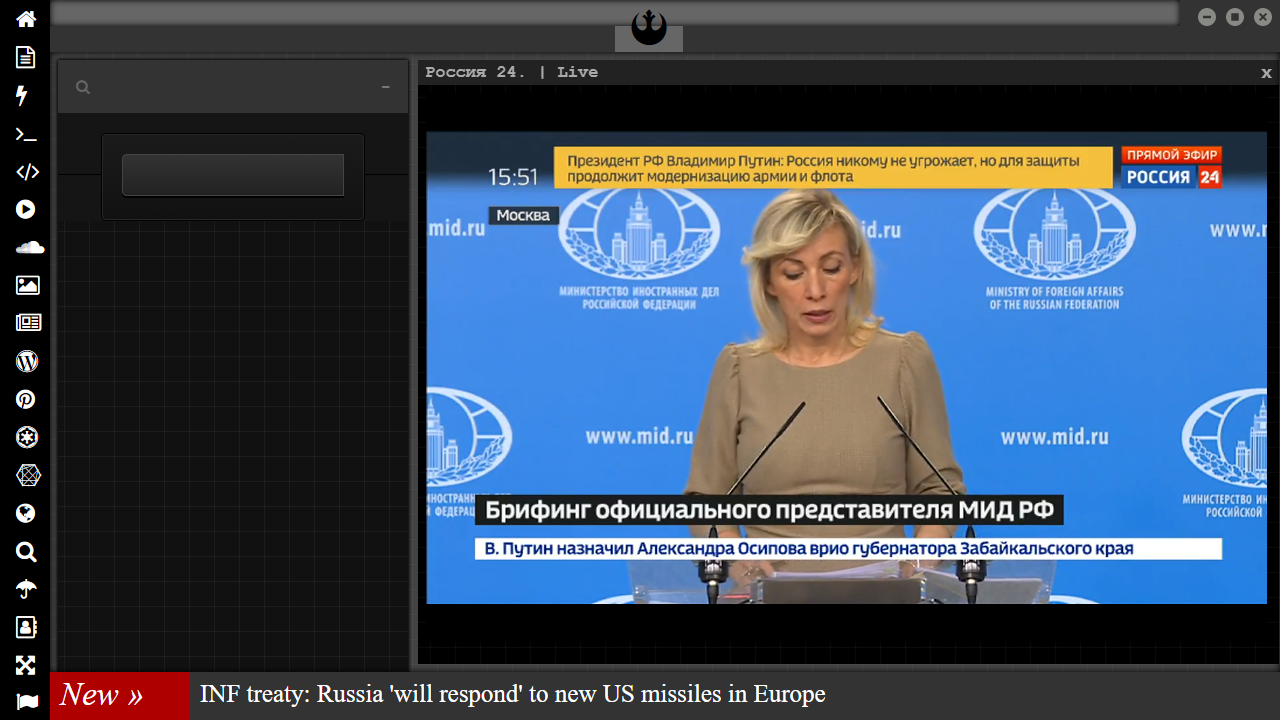 Россия 24. | Live
x
15:51
Президент РФ Владимир Путин: Россия никому не угрожает, но для защиты
продолжит модернизацию армии и флота
ПРЯМОЙ ЭФИР
РОССИЯ 24
Москва
mid.ru
id.ru
www.m
МИНИСТЕРСТВО ИНОСТРАННЫХ ДЕЛ
РОССИЙСКОЙ ФЕДЕРАЦИИ
MINISTRY OF FOREIGN AFFAIRS
OF THE RUSSIAN FEDERATION
www.mid.ru
www.mid.ru
МИНИСТЕРСТВО И
РОССИЙСКОЙ
Брифинг официального представителя МИД РФ
В. Путин назначил Александра Осипова врио губернатора Забайкальского края
New »
INF treaty: Russia 'will respond' to new US missiles in Europe